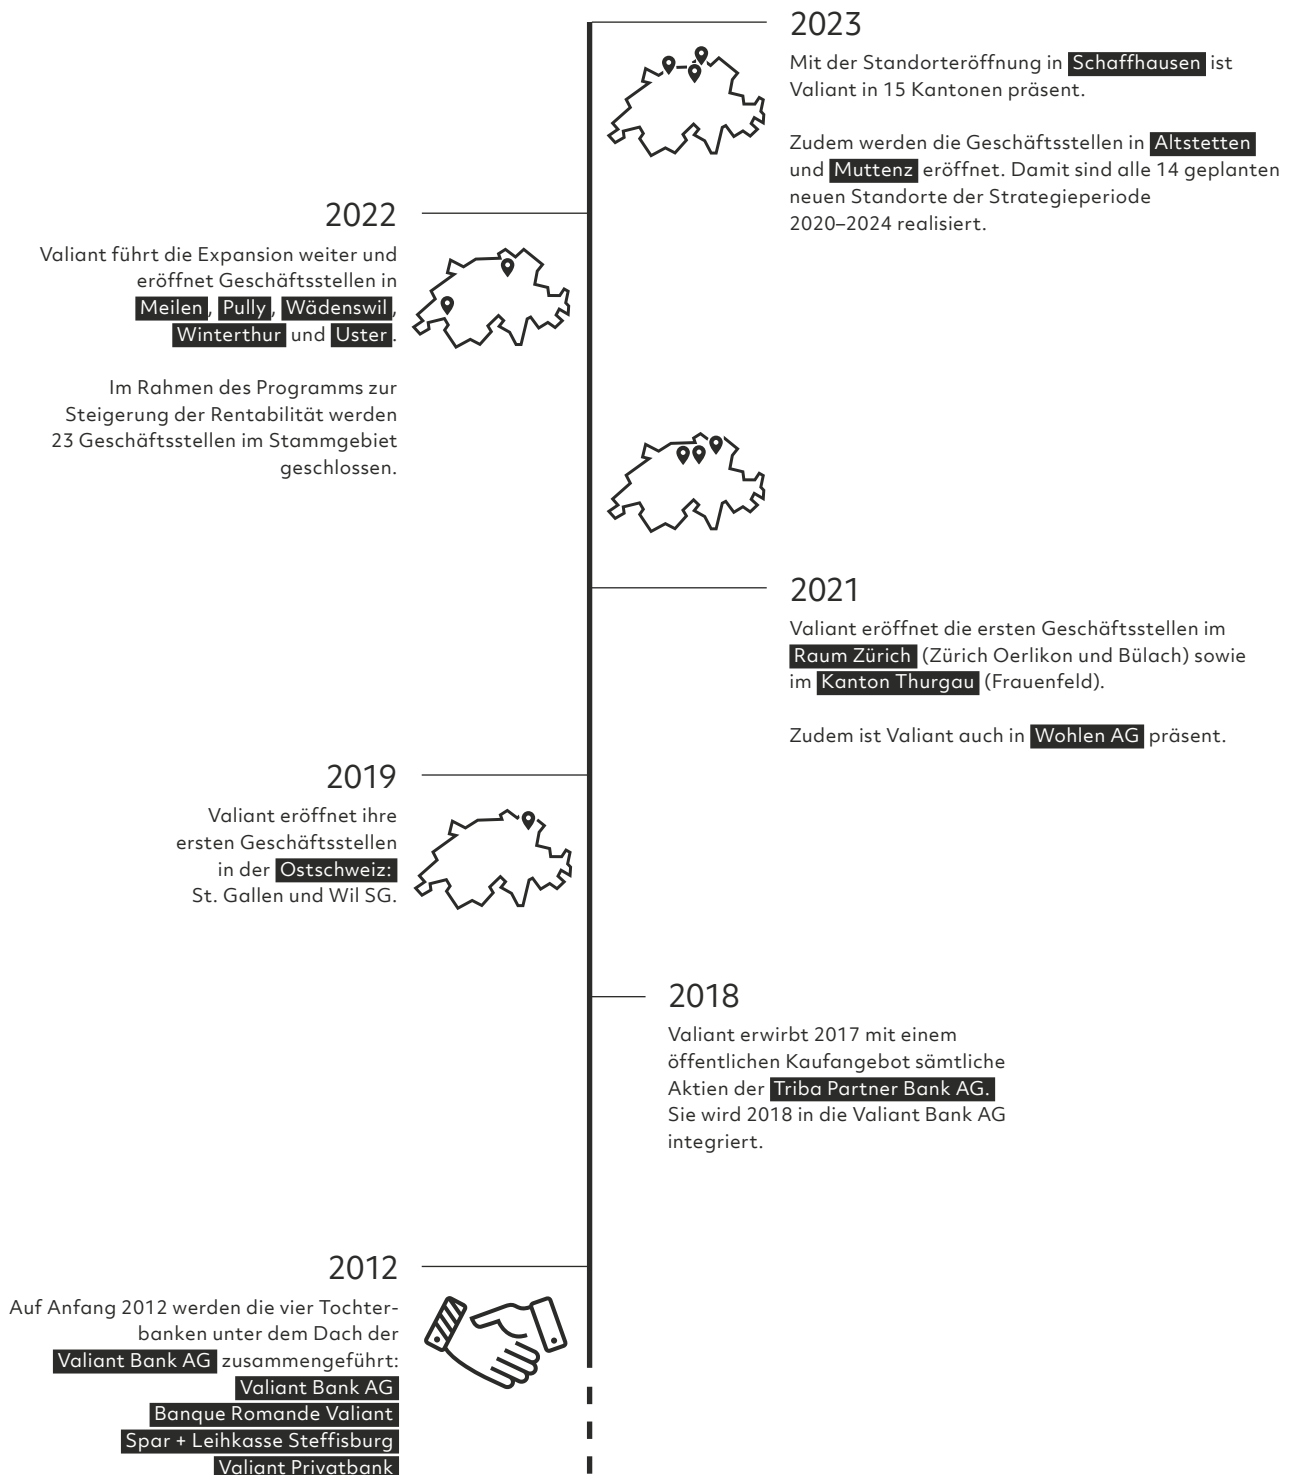 2023
Mit der Standorteröffnung in Schaffhausen ist
Valiant in 15 Kantonen präsent.
Zudem werden die Geschäftsstellen in Altstetten
und Muttenz eröffnet. Damit sind alle 14 geplanten
neuen Standorte der Strategieperiode
2020–2024 realisiert.
2022
Valiant führt die Expansion weiter und
eröffnet Geschäftsstellen in
Meilen, Pully, Wädenswil,
Winterthur und Uster.
Im Rahmen des Programms zur
Steigerung der Rentabilität werden
23 Geschäftsstellen im Stammgebiet
geschlossen.
2021
Valiant eröffnet die ersten Geschäftsstellen im
Raum Zürich (Zürich Oerlikon und Bülach) sowie
im Kanton Thurgau (Frauenfeld).
Zudem ist Valiant auch in Wohlen AG präsent.
2019
Valiant eröffnet ihre
ersten Geschäftsstellen
in der Ostschweiz:
St. Gallen und Wil SG.
2018
Valiant erwirbt 2017 mit einem
öffentlichen Kaufangebot sämtliche
Aktien der Triba Partner Bank AG.
Sie wird 2018 in die Valiant Bank AG
integriert.
2012
Auf Anfang 2012 werden die vier Tochter-
banken unter dem Dach der
Valiant Bank AG zusammengeführt:
Valiant Bank AG
Banque Romande Valiant
Spar + Leihkasse Steffisburg
Valiant Privatbank